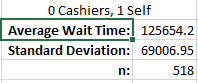 0 Cashiers, 1 Self
Average Wait Time: 125654.2
Standard Deviation: 69006.95
n: 518